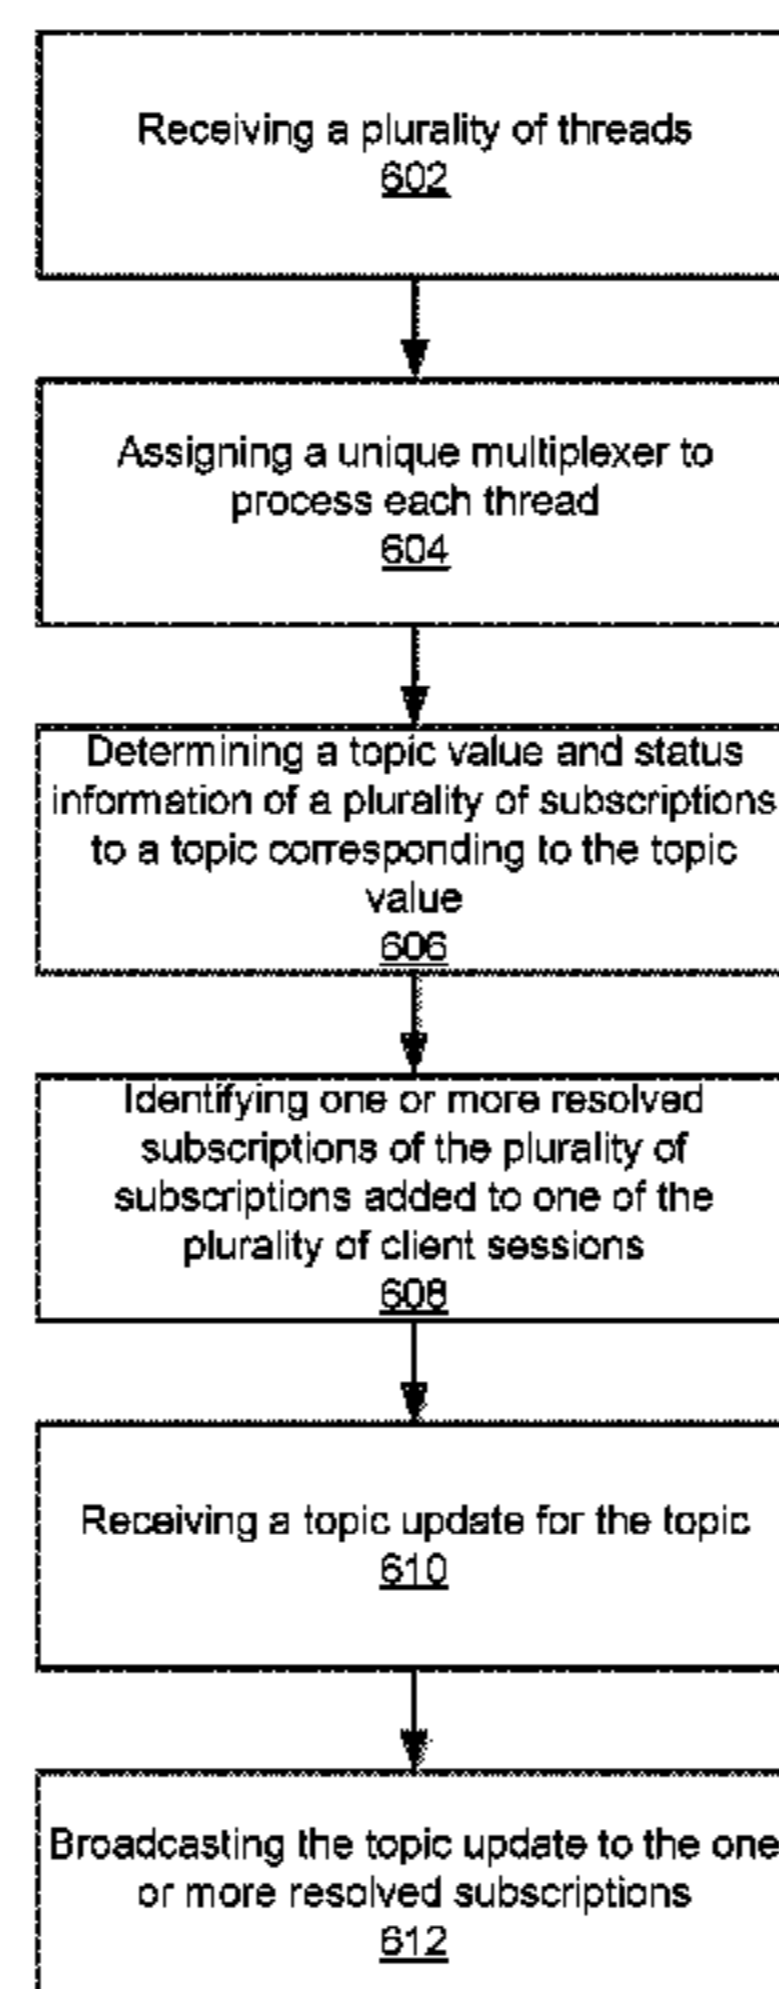 Receiving a plurality of threads
602
Assigning a unique multiplexer to
process each thread
604
Determining a topic value and status
information of a plurality of subscriptions
to a topic corresponding to the topic
value
606
Identifying one or more resolved
subscriptions of the plurality of
subscriptions added to one of the
plurality of client sessions
608
Receiving a topic update for the topic
610
Broadcasting the topic update to the one
or more resolved subscriptions
612